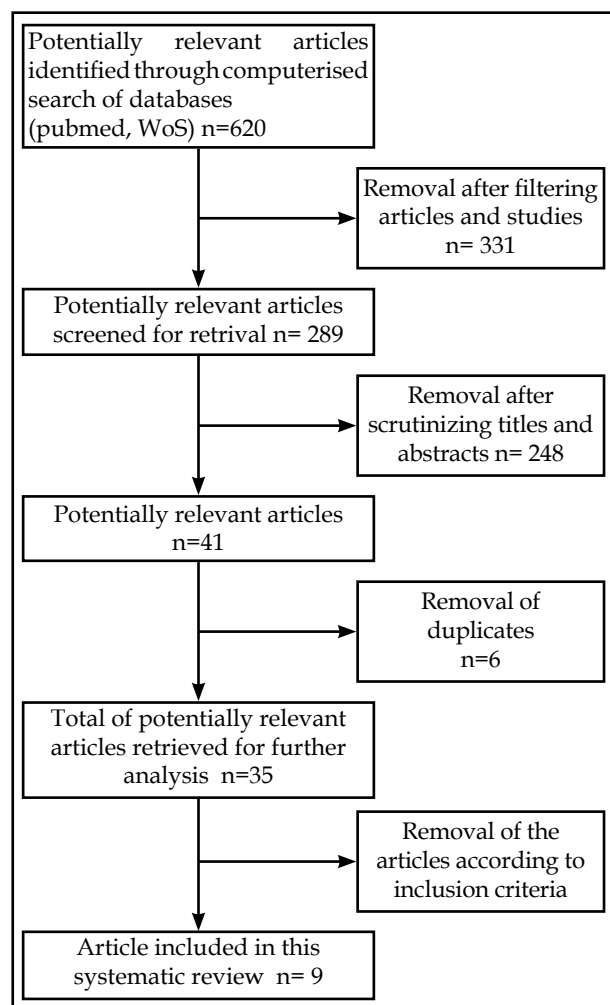 Potentially relevant articles
identified through computerised
search of databases
(pubmed, WoS) n=620
Removal after filtering
articles and studies
n= 331
Potentially relevant articles
screened for retrival n= 289
Removal after
scrutinizing titles and
abstracts n= 248
Potentially relevant articles
n=41
Removal of
duplicates
n=6
Total of potentially relevant
articles retrieved for further
analysis n=35
Removal of the
articles according to
inclusion criteria
Article included in this
systematic review n= 9